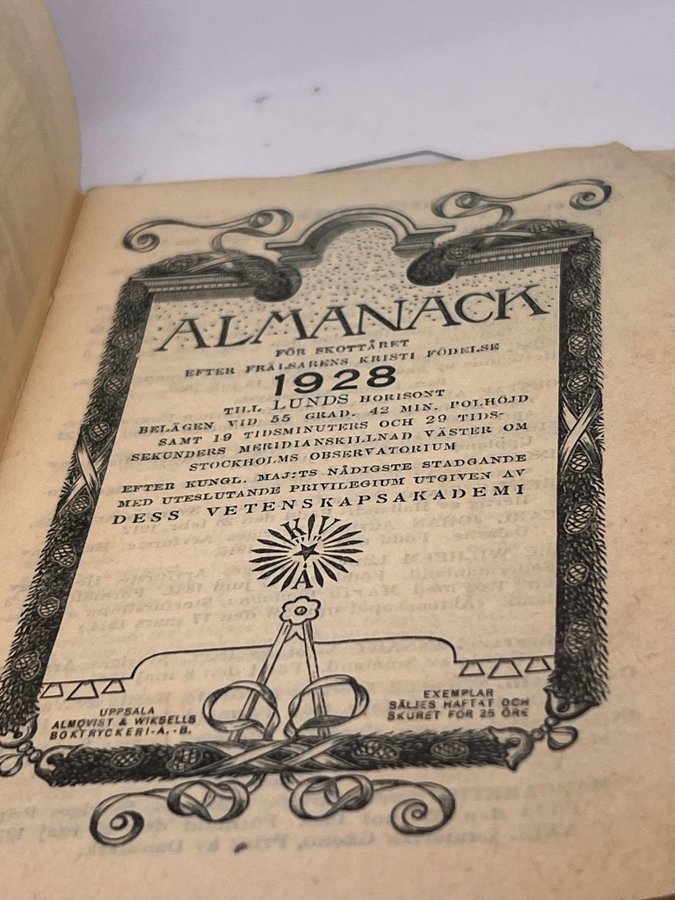 ALMANACK
FÖR SKOTTÅRET
EFTER FRÄLSARENS KRISTI FÖDELSE
1928
TILL LUNDS HORISONT
BELÄGEN VID 55 GRAD. 42 MIN. POLHÖJD
SAMT 19 TIDSMINUTERS OCH 29 TIDS-
SEKUNDERS MERIDIANSKILLNAD VÄSTER OM
STOCKHOLMS OBSERVATORIUM
EFTER KUNGL. MAJ:TS NÅDIGSTE STADGANDE
MED UTESLUTANDE PRIVILEGIUM UTGIVEN AV
DESS VETENSKAPSAKADEMI
K V
A
UPPSALA
ALMQVIST & WIKSELLS
BOKTRYCKERI-A.-B.
EXEMPLAR
SÄLJES HÄFTAT OCH
SKURET FÖR 25 ÖRE